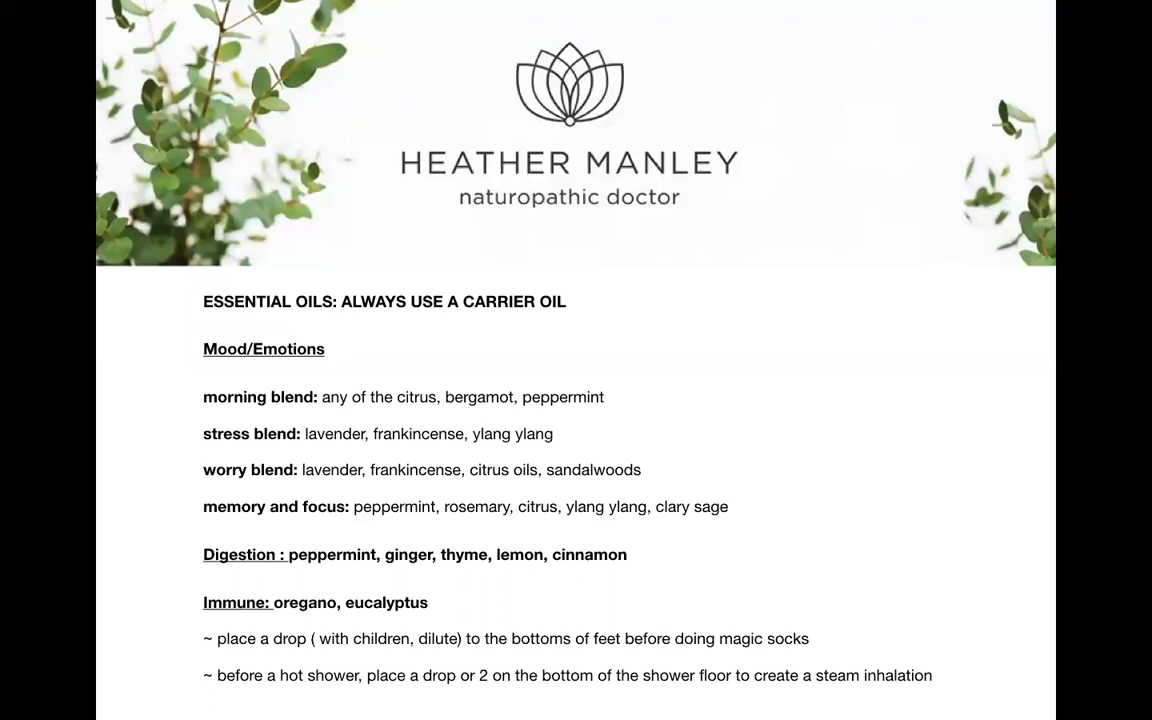 HEATHER MANLEY
naturopathic doctor
ESSENTIAL OILS: ALWAYS USE A CARRIER OIL
Mood/Emotions
morning blend: any of the citrus, bergamot, peppermint
stress blend: lavender, frankincense, ylang ylang
worry blend: lavender, frankincense, citrus oils, sandalwoods
memory and focus: peppermint, rosemary, citrus, ylang ylang, clary sage
Digestion : peppermint, ginger, thyme, lemon, cinnamon
Immune: oregano, eucalyptus
~ place a drop ( with children, dilute) to the bottoms of feet before doing magic socks
~ before a hot shower, place a drop or 2 on the bottom of the shower floor to create a steam inhalation